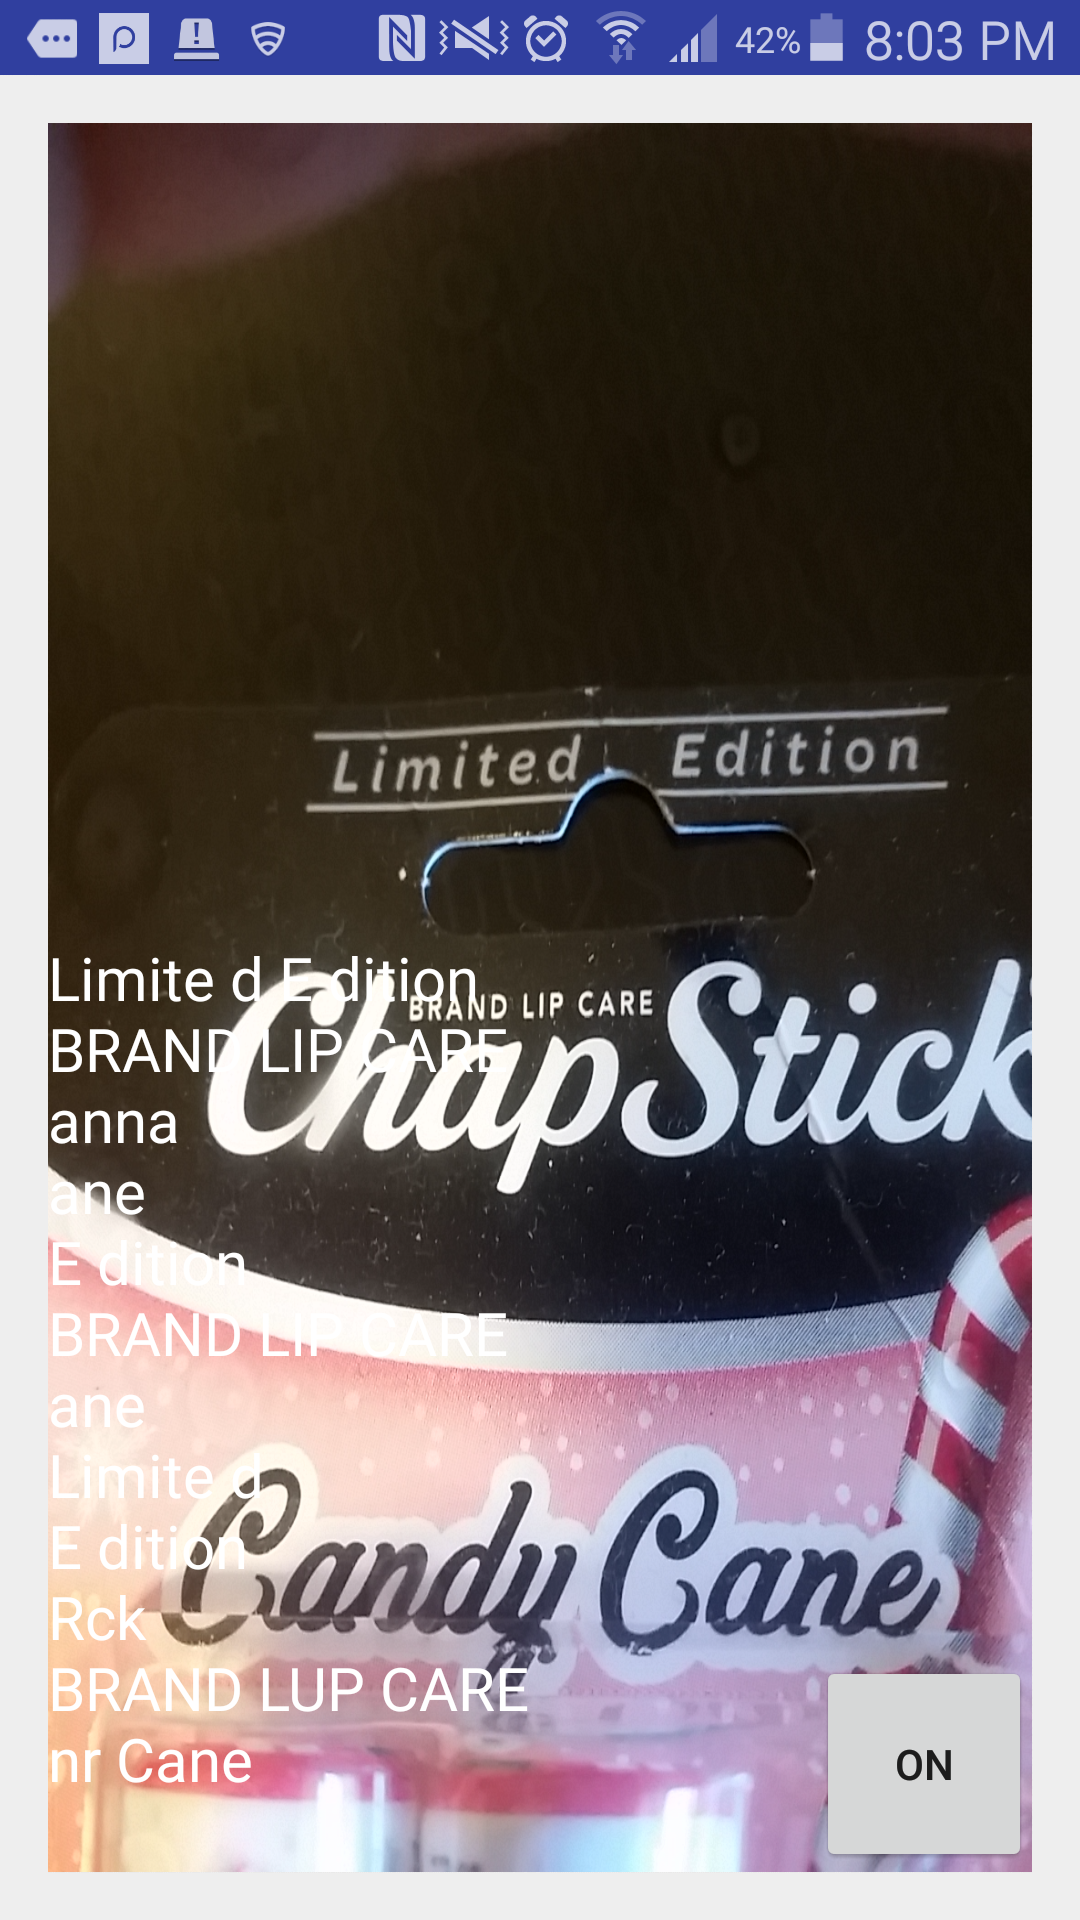 42% 8:03 PM
Limited Edition
BRAND LIP CARE
ChapStick
Candy Cane
Limite d E dition
BRAND LIP CARE
anna
ane
E dition
BRAND LIP CARE
ane
Limite d
E dition
Rck
BRAND LUP CARE
nr Cane
ON